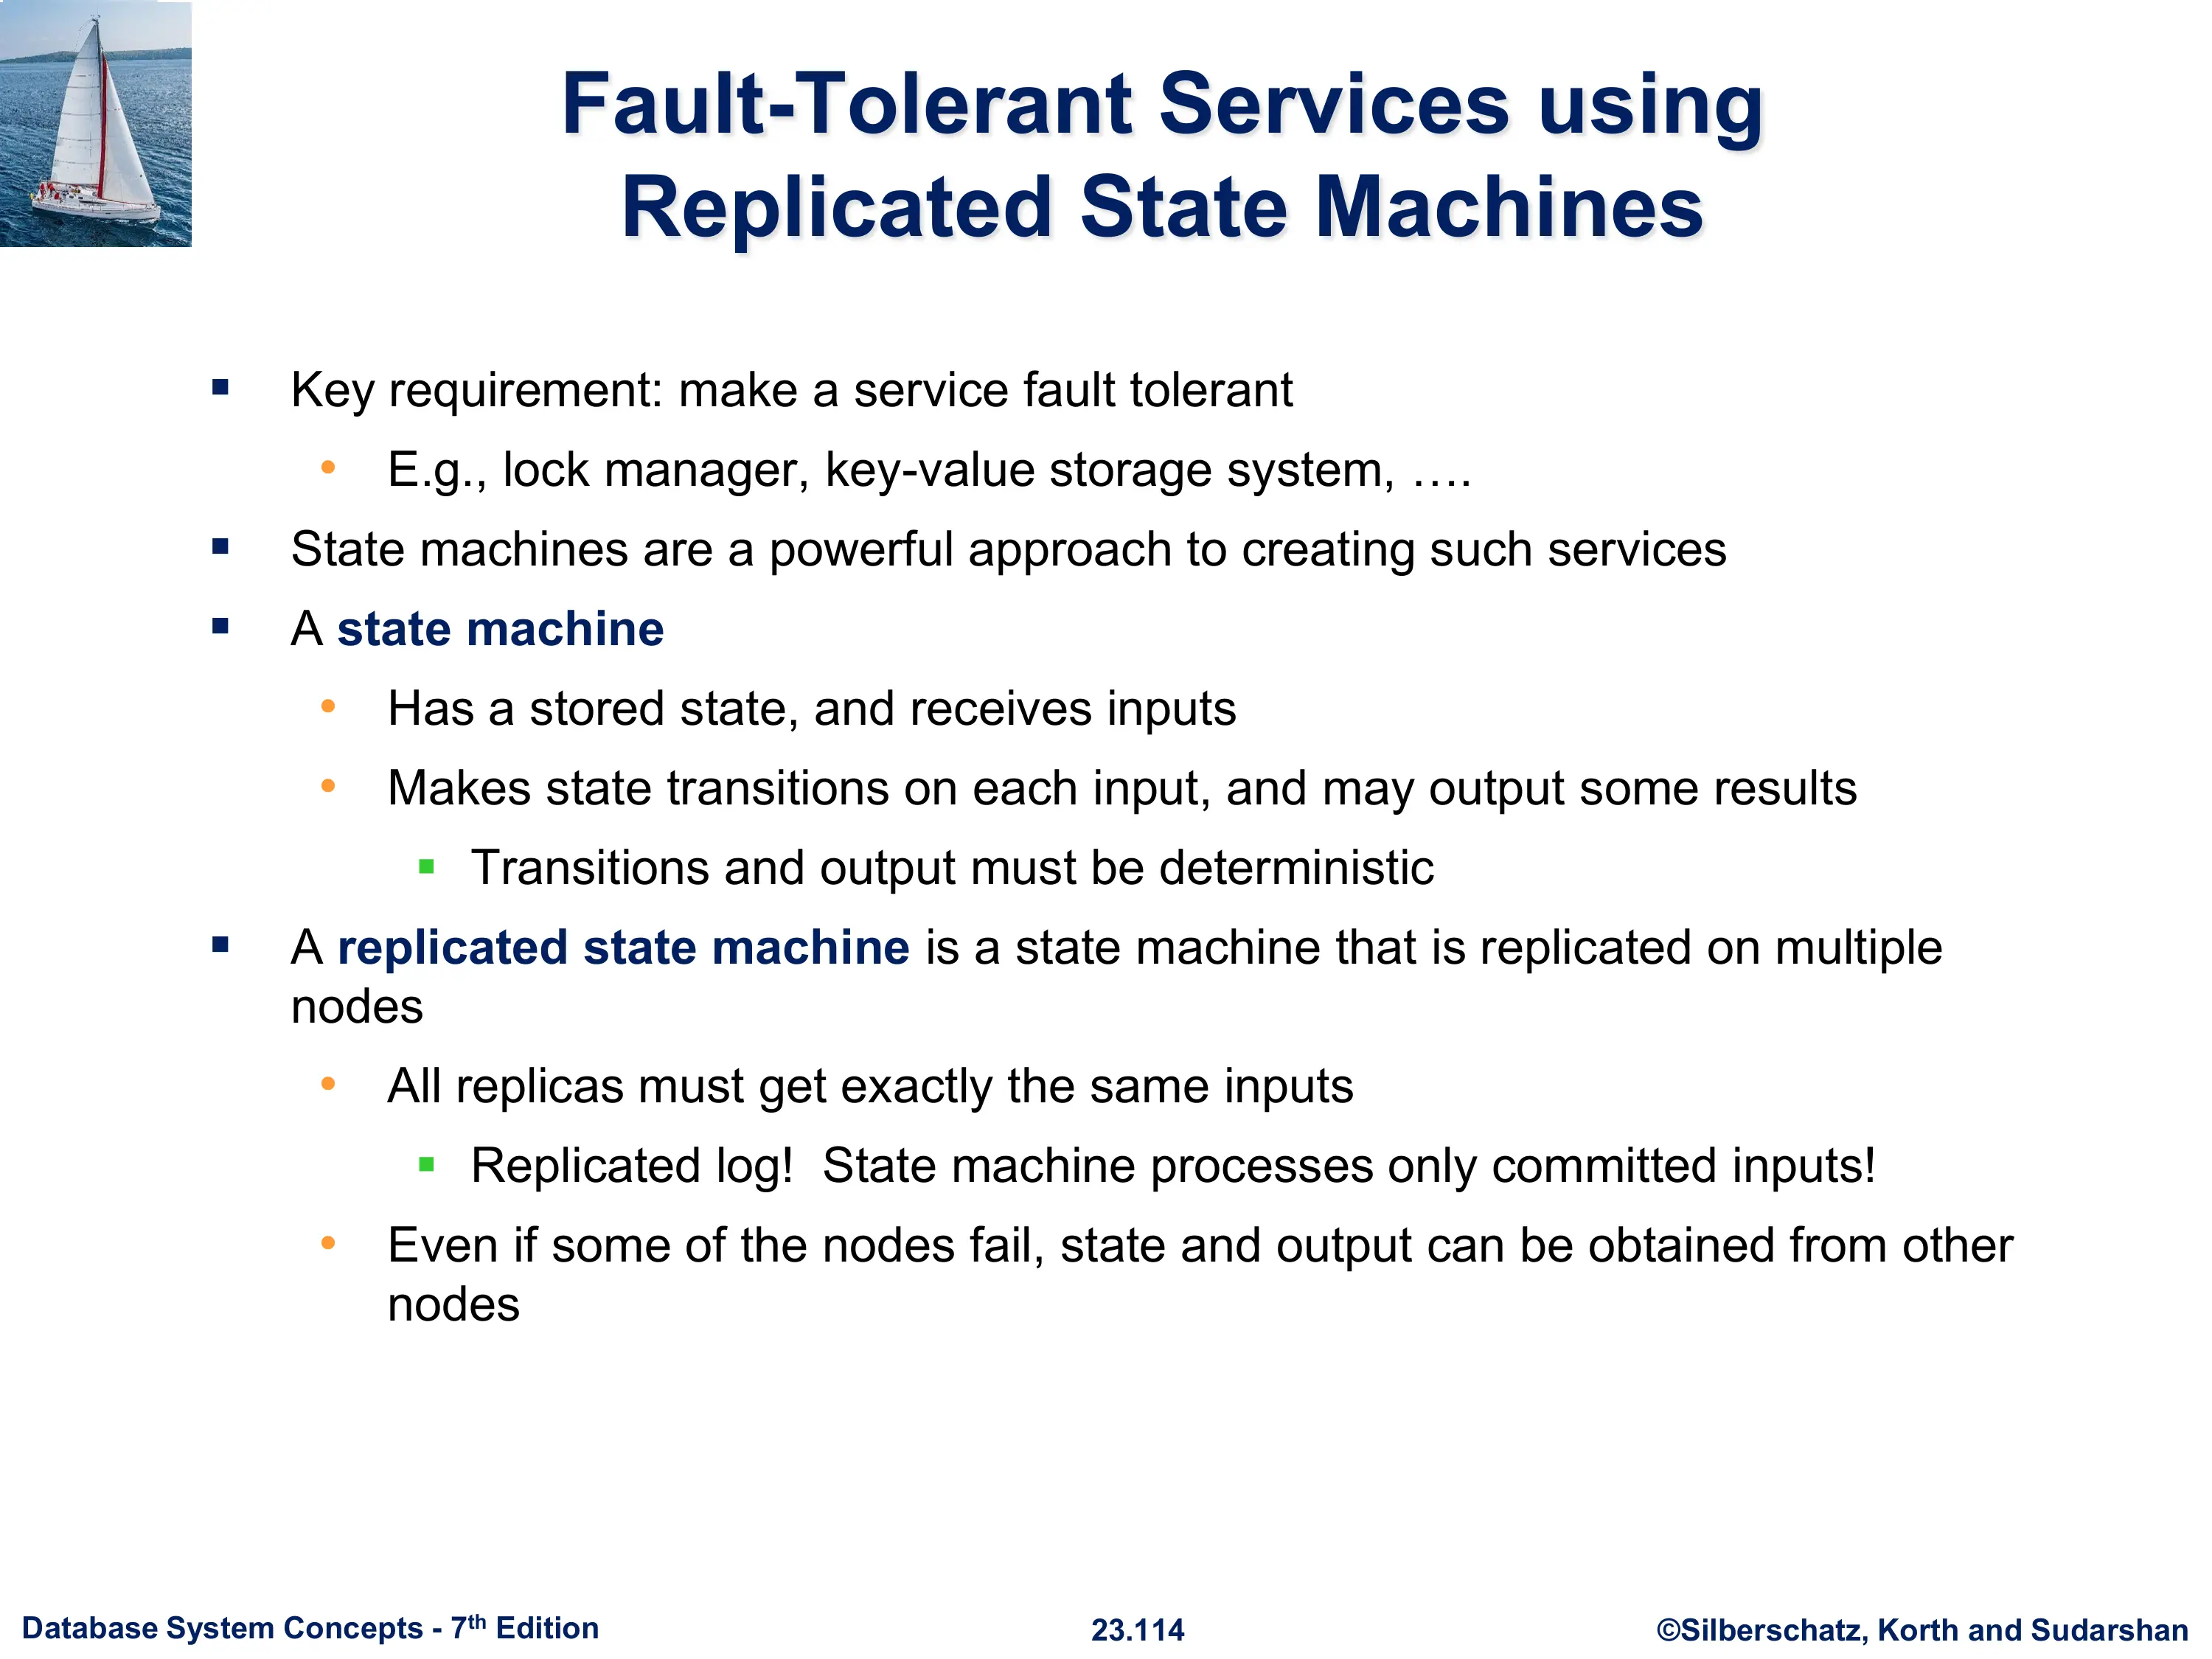 Fault-Tolerant Services using
Replicated State Machines
▪ Key requirement: make a service fault tolerant
• E.g., lock manager, key-value storage system, ….
▪ State machines are a powerful approach to creating such services
▪ A state machine
• Has a stored state, and receives inputs
• Makes state transitions on each input, and may output some results
▪ Transitions and output must be deterministic
▪ A replicated state machine is a state machine that is replicated on multiple
nodes
• All replicas must get exactly the same inputs
▪ Replicated log!  State machine processes only committed inputs!
• Even if some of the nodes fail, state and output can be obtained from other
nodes
Database System Concepts - 7th Edition
23.114
©Silberschatz, Korth and Sudarshan